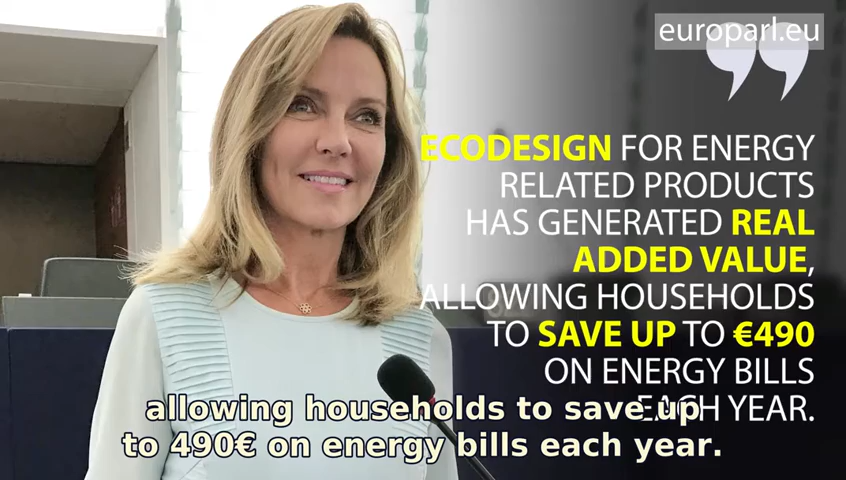 europarl.eu
ECODESIGN FOR ENERGY
RELATED PRODUCTS
HAS GENERATED REAL
ADDED VALUE,
ALLOWING HOUSEHOLDS
TO SAVE UP TO €490
ON ENERGY BILLS
EACH YEAR.
allowing households to save up
to 490€ on energy bills each year.